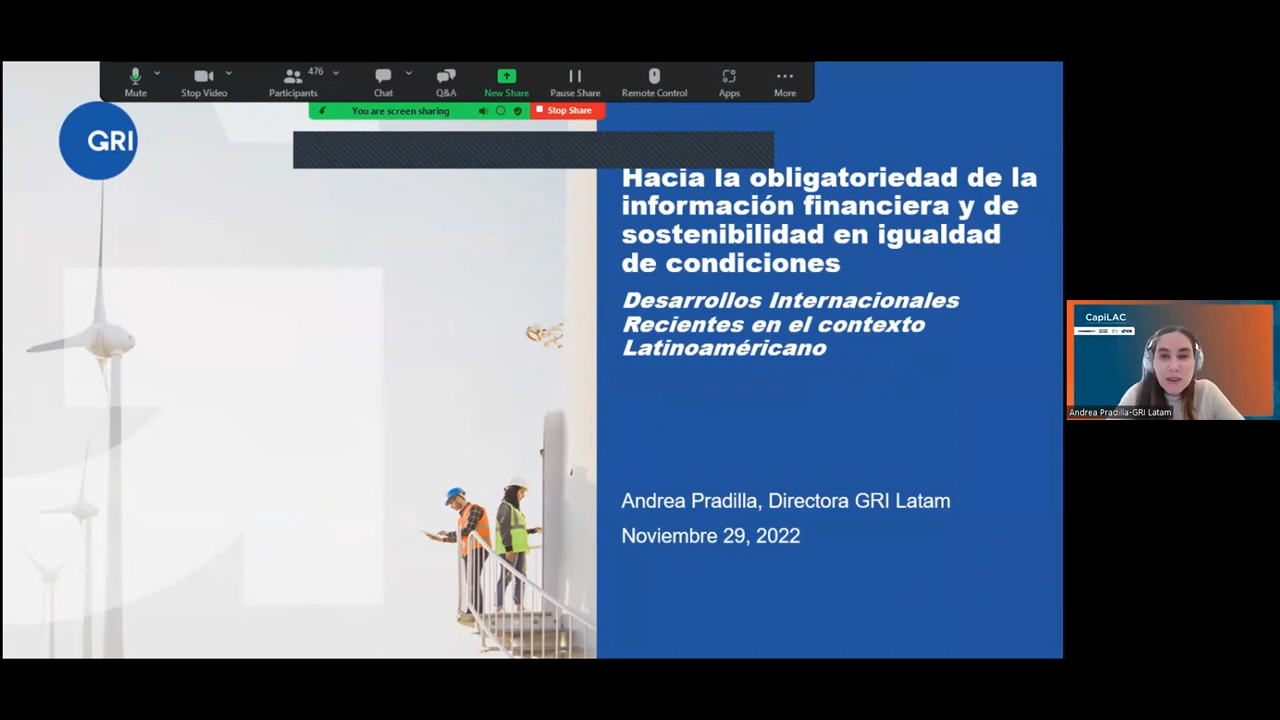 476
Mute
Stop Video
Participants
Chat
Q&A
New Share
Pause Share
Remote Control
Apps
More
You are screen sharing
Stop Share
GRI
Hacia la obligatoriedad de la
información financiera y de
sostenibilidad en igualdad
de condiciones
Desarrollos Internacionales
Recientes en el contexto
Latinoaméricano
Andrea Pradilla, Directora GRI Latam
Noviembre 29, 2022
CapiLAC
Andrea Pradilla-GRI Latam